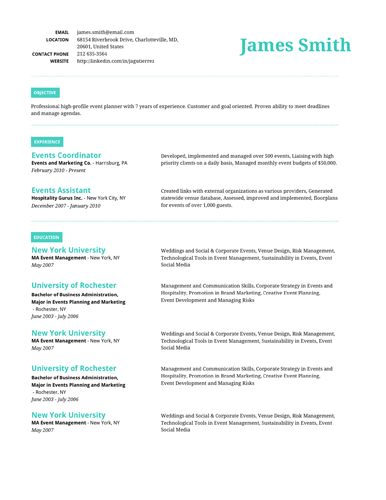 EMAIL james.smith@email.com
LOCATION 68154 Riverbrook Drive, Charlotteville, MD,
20601, United States
CONTACT PHONE 212 635-3564
WEBSITE http://linkedin.com/in/jagutierrez
James Smith
OBJECTIVE
Professional high-profile event planner with 7 years of experience. Customer and goal oriented. Proven ability to meet deadlines
and manage agendas.
EXPERIENCE
Events Coordinator
Events and Marketing Co. - Harrsburg, PA
February 2010 - Present
Developed, implemented and managed over 500 events, Liaising with high
priority clients on a daily basis, Managed monthly event budgets of $50,000.
Events Assistant
Hospitality Gurus Inc. - New York City, NY
December 2007 - January 2010
Created links with external organizations as various providers, Generated
statewide venue database, Assessed, improved and implemented, floorplans
for events of over 1,000 guests.
EDUCATION
New York University
MA Event Management - New York, NY
May 2007
Weddings and Social & Corporate Events, Venue Design, Risk Management,
Technological Tools in Event Management, Sustainability in Events, Event
Social Media
University of Rochester
Bachelor of Business Administration,
Major in Events Planning and Marketing
- Rochester, NY
June 2003 - July 2006
Management and Communication Skills, Corporate Strategy in Events and
Hospitality, Promotion in Brand Marketing, Creative Event Planning,
Event Development and Managing Risks
New York University
MA Event Management - New York, NY
May 2007
Weddings and Social & Corporate Events, Venue Design, Risk Management,
Technological Tools in Event Management, Sustainability in Events, Event
Social Media
University of Rochester
Bachelor of Business Administration,
Major in Events Planning and Marketing
- Rochester, NY
June 2003 - July 2006
Management and Communication Skills, Corporate Strategy in Events and
Hospitality, Promotion in Brand Marketing, Creative Event Planning,
Event Development and Managing Risks
New York University
MA Event Management - New York, NY
May 2007
Weddings and Social & Corporate Events, Venue Design, Risk Management,
Technological Tools in Event Management, Sustainability in Events, Event
Social Media